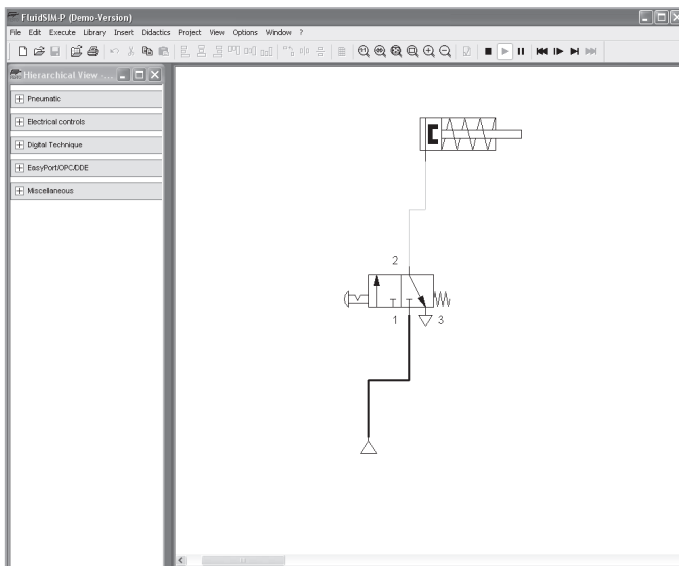 FluidSIM-P (Demo-Version)
File Edit Execute Library Insert Didactics Project View Options Window ?
Hierarchical View -...
Pneumatic
Electrical controls
Digital Technique
EasyPort/OPC/DDE
Miscellaneous
2
1
3